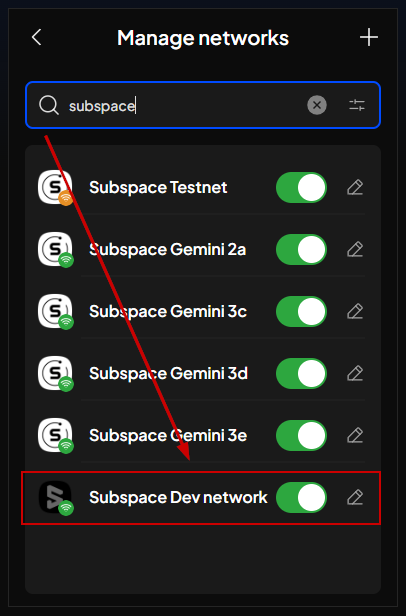 Manage networks
subspace
Subspace Testnet
Subspace Gemini 2a
Subspace Gemini 3c
Subspace Gemini 3d
Subspace Gemini 3e
Subspace Dev network